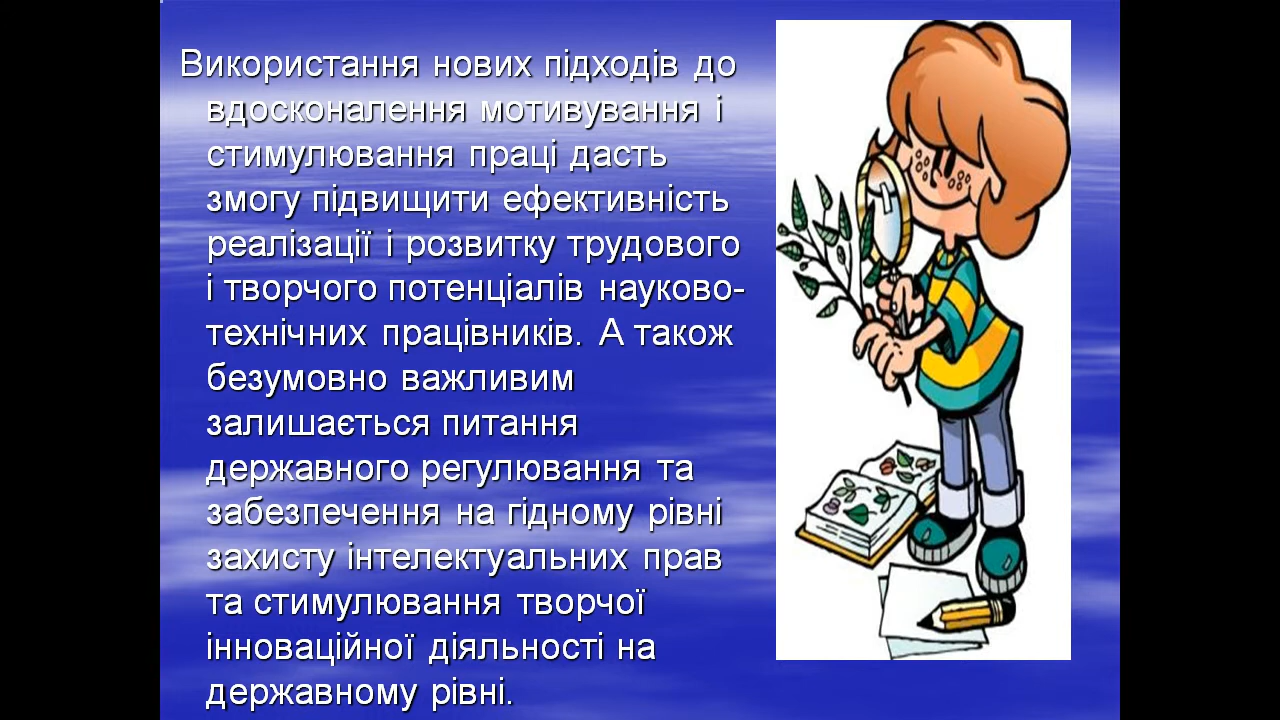 Використання нових підходів до
вдосконалення мотивування і
стимулювання праці дасть
змогу підвищити ефективність
реалізації і розвитку трудового
і творчого потенціалів науково-
технічних працівників. А також
безумовно важливим
залишається питання
державного регулювання та
забезпечення на гідному рівні
захисту інтелектуальних прав
та стимулювання творчої
інноваційної діяльності на
державному рівні.